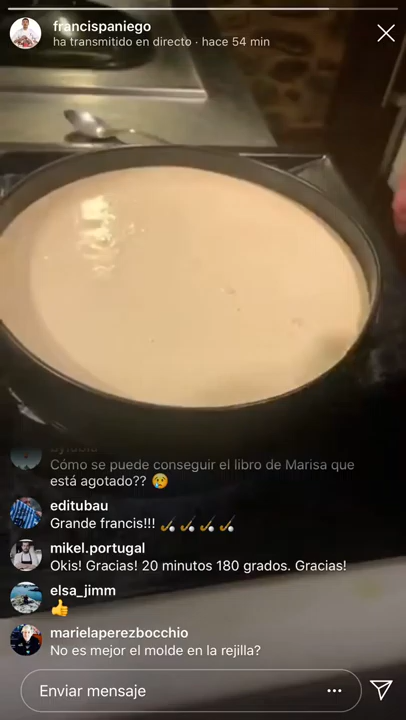 francispaniego
ha transmitido en directo · hace 54 min
Cómo se puede conseguir el libro de Marisa que
está agotado?? 😥
editubau
Grande francis!!! 🏑🏑🏑🏑
mikel.portugal
Okis! Gracias! 20 minutos 180 grados. Gracias!
elsa_jimm
👍
marielaperezbocchio
No es mejor el molde en la rejilla?
Enviar mensaje